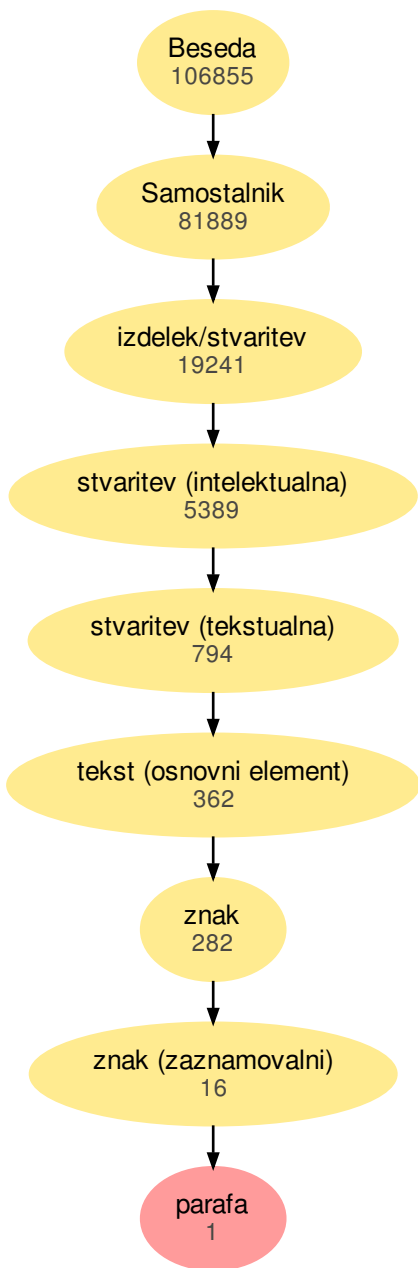 Beseda
106855
Samostalnik
81889
izdelek/stvaritev
19241
stvaritev (intelektualna)
5389
stvaritev (tekstualna)
794
tekst (osnovni element)
362
znak
282
znak (zaznamovalni)
16
parafa
1